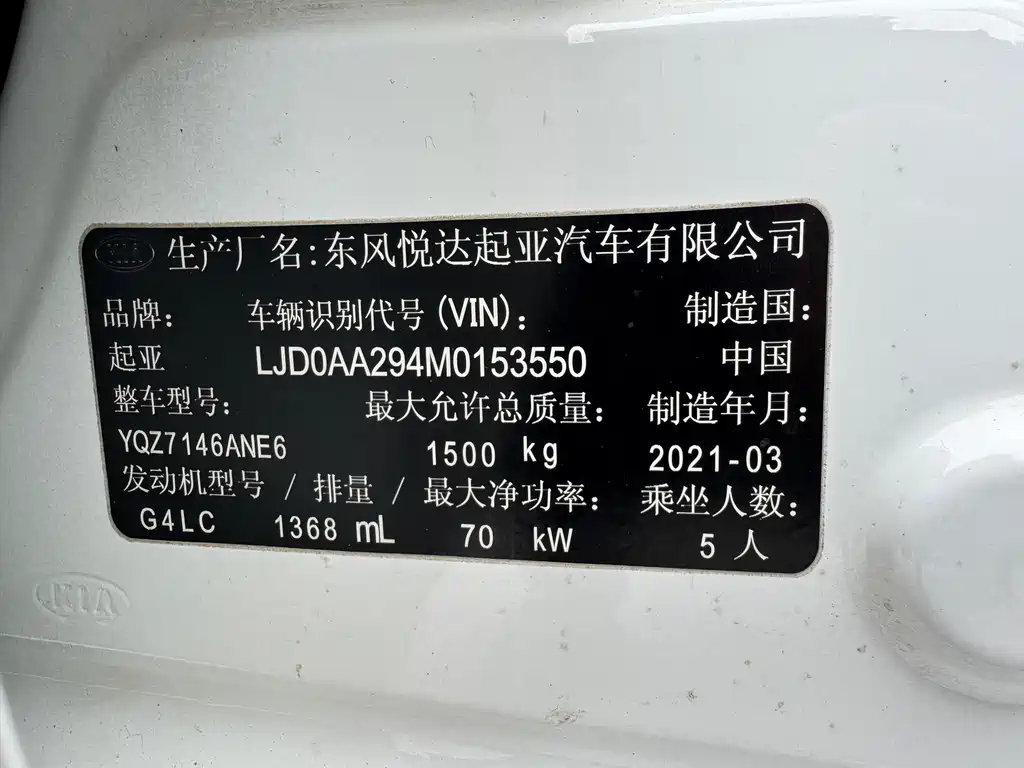 KIA 生产厂名:东风悦达起亚汽车有限公司
品牌: 车辆识别代号(VIN): 制造国:
起亚 LJD0AA294M0153550 中国
整车型号: 最大允许总质量: 制造年月:
YQZ7146ANE6 1500 kg 2021-03
发动机型号 / 排量 / 最大净功率: 乘坐人数:
G4LC 1368 mL 70 kW 5 人
KIA